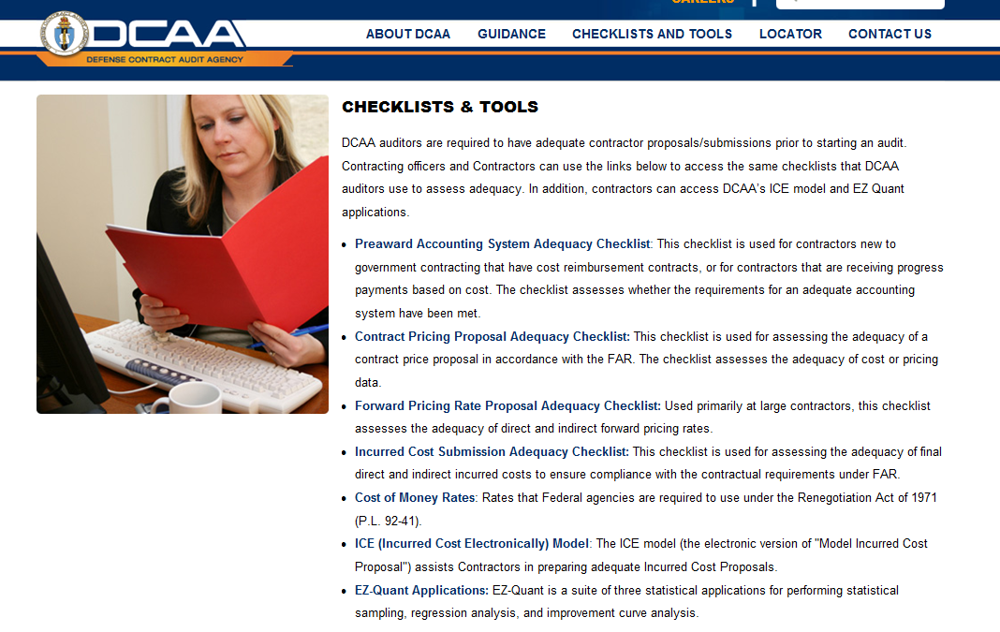 CAREERS
DCAA
DEFENSE CONTRACT AUDIT AGENCY
ABOUT DCAA GUIDANCE CHECKLISTS AND TOOLS LOCATOR CONTACT US
CHECKLISTS & TOOLS
DCAA auditors are required to have adequate contractor proposals/submissions prior to starting an audit.
Contracting officers and Contractors can use the links below to access the same checklists that DCAA
auditors use to assess adequacy. In addition, contractors can access DCAA's ICE model and EZ Quant
applications.
• Preaward Accounting System Adequacy Checklist: This checklist is used for contractors new to
government contracting that have cost reimbursement contracts, or for contractors that are receiving progress
payments based on cost. The checklist assesses whether the requirements for an adequate accounting
system have been met.
• Contract Pricing Proposal Adequacy Checklist: This checklist is used for assessing the adequacy of a
contract price proposal in accordance with the FAR. The checklist assesses the adequacy of cost or pricing
data.
• Forward Pricing Rate Proposal Adequacy Checklist: Used primarily at large contractors, this checklist
assesses the adequacy of direct and indirect forward pricing rates.
• Incurred Cost Submission Adequacy Checklist: This checklist is used for assessing the adequacy of final
direct and indirect incurred costs to ensure compliance with the contractual requirements under FAR.
• Cost of Money Rates: Rates that Federal agencies are required to use under the Renegotiation Act of 1971
(P.L. 92-41).
• ICE (Incurred Cost Electronically) Model: The ICE model (the electronic version of "Model Incurred Cost
Proposal") assists Contractors in preparing adequate Incurred Cost Proposals.
• EZ-Quant Applications: EZ-Quant is a suite of three statistical applications for performing statistical
sampling, regression analysis, and improvement curve analysis.